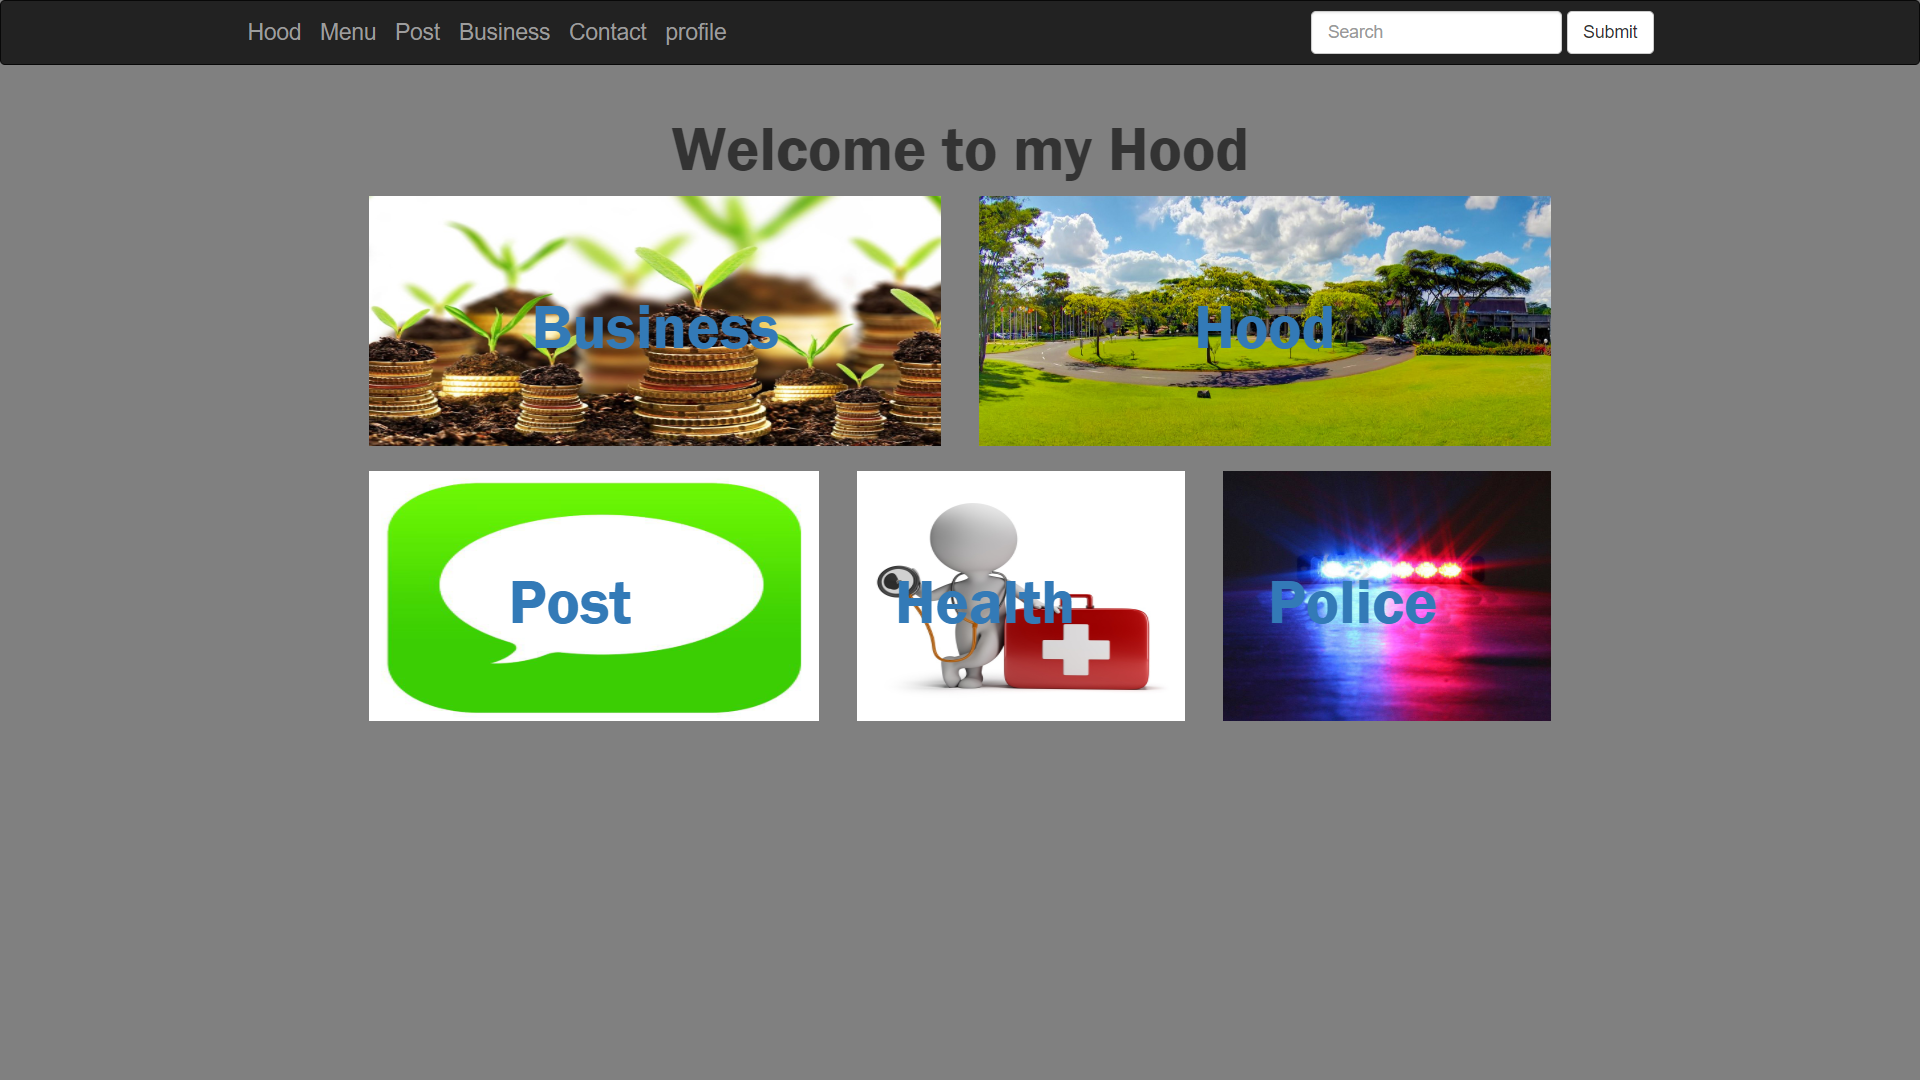 Hood Menu Post Business Contact profile Search Submit
Welcome to my Hood
Business
Hood
Post
Health
Police